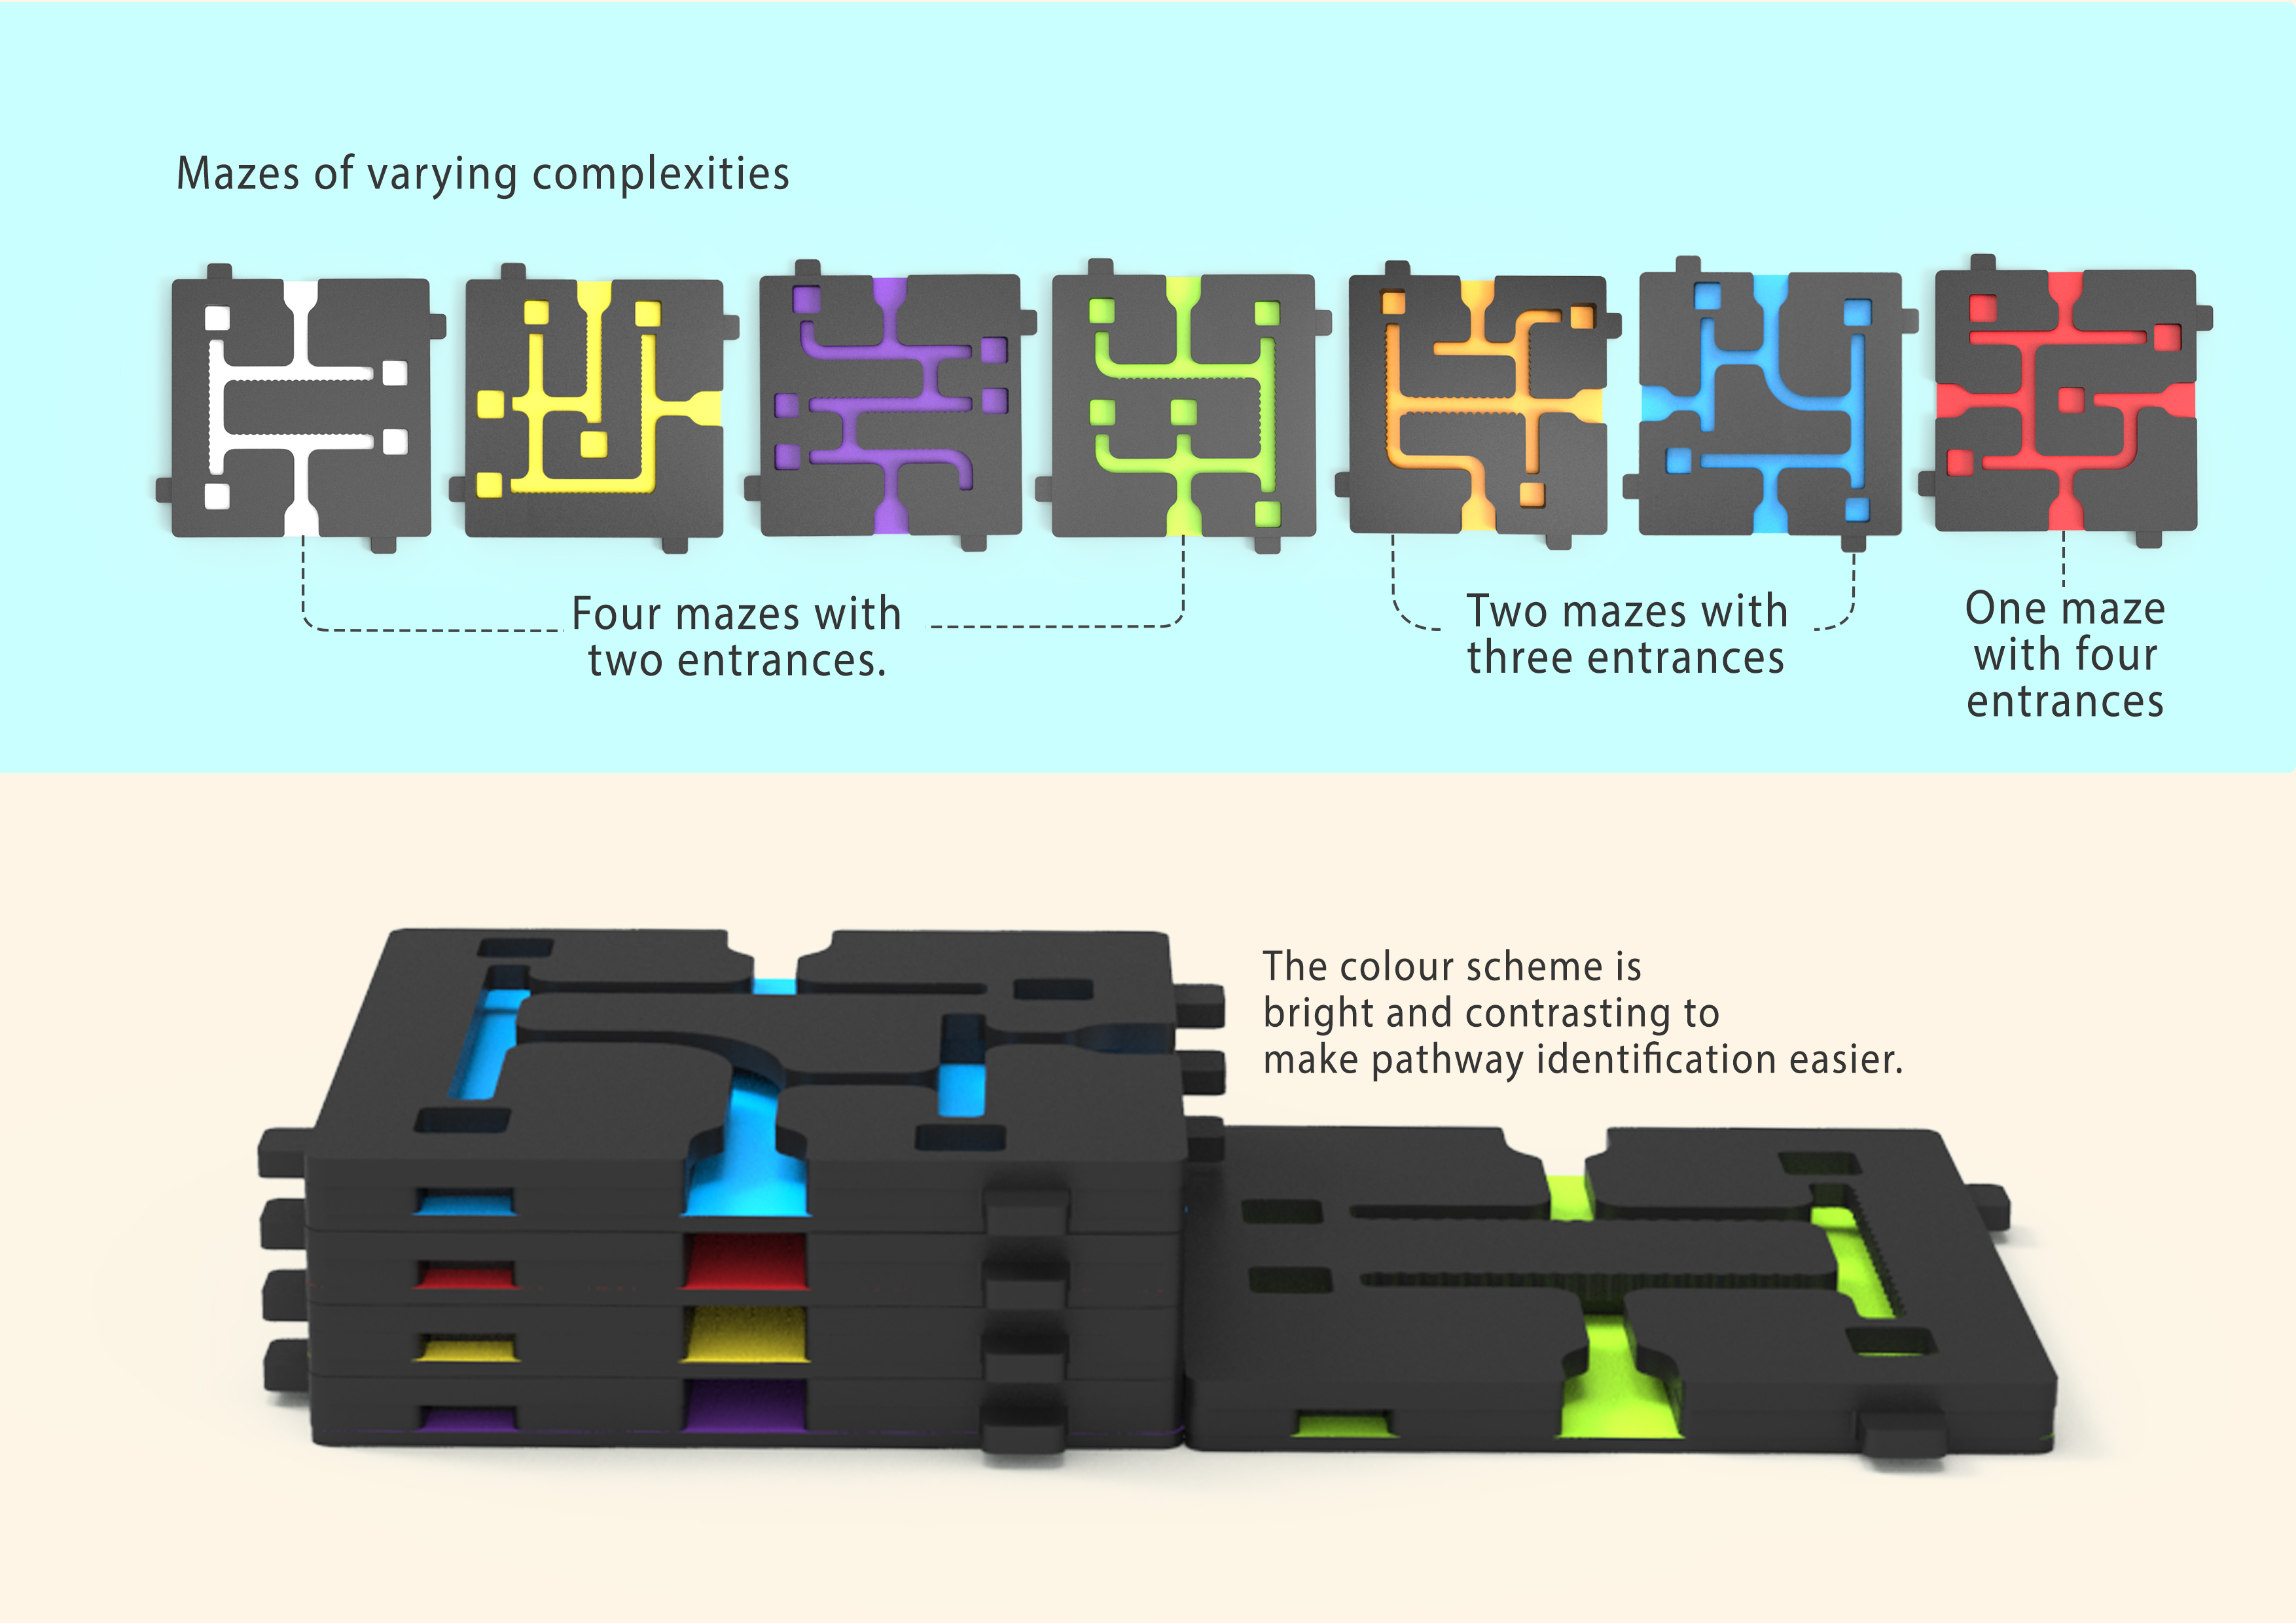 Mazes of varying complexities
Four mazes with
two entrances.
Two mazes with
three entrances
One maze
with four
entrances
The colour scheme is
bright and contrasting to
make pathway identification easier.